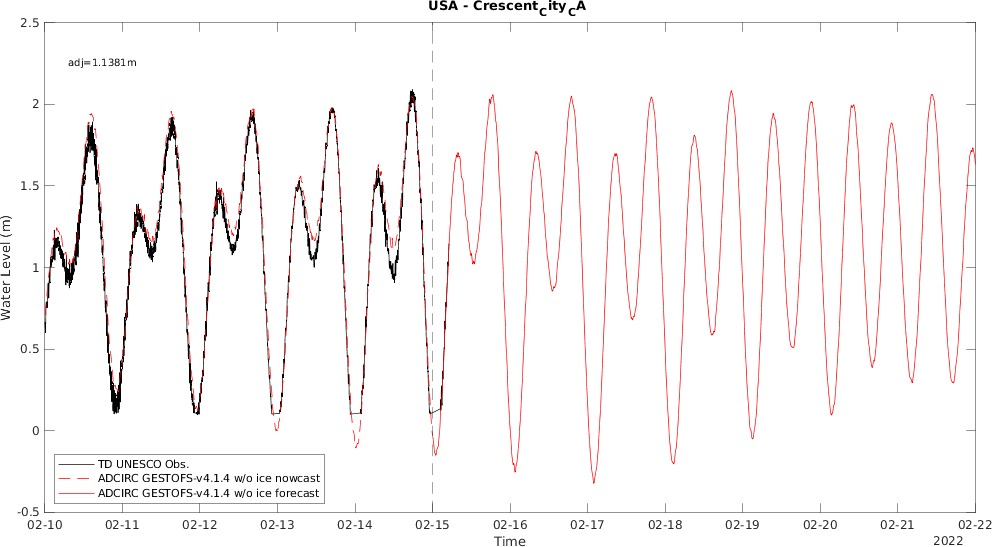 USA - CrescentCityCA
adj=1.1381m
2.5
2
1.5
1
0.5
0
-0.5
Water Level (m)
TD UNESCO Obs.
ADCIRC GESTOFS-v4.1.4 w/o ice nowcast
ADCIRC GESTOFS-v4.1.4 w/o ice forecast
02-10 02-11 02-12 02-13 02-14 02-15 02-16 02-17 02-18 02-19 02-20 02-21 02-22
Time
2022